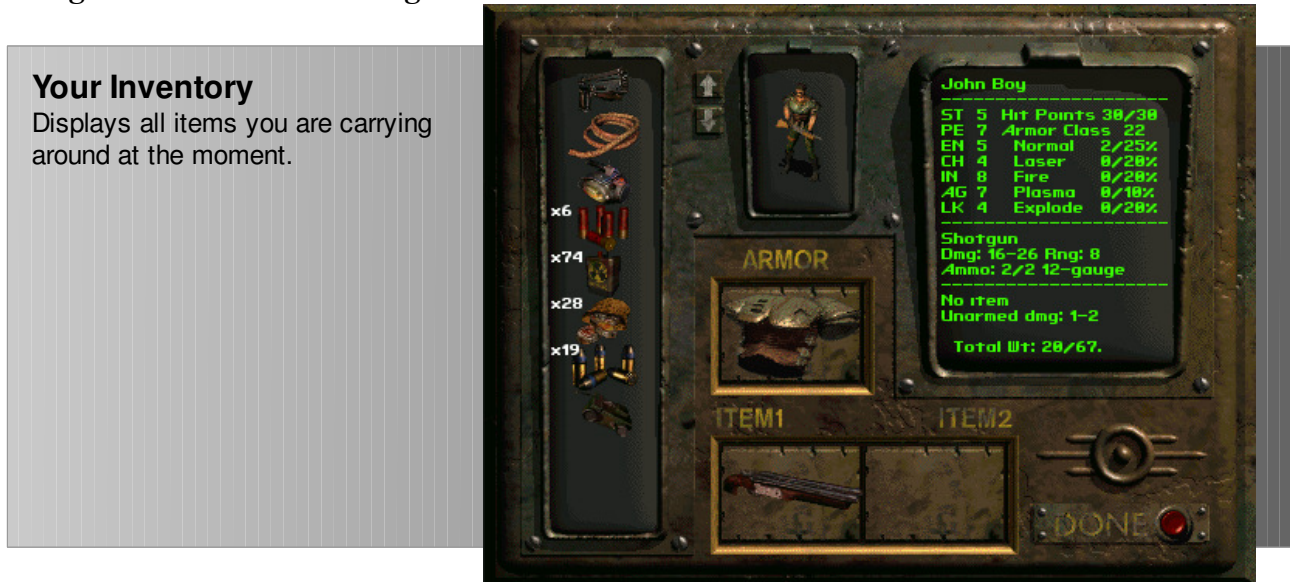 Your Inventory
Displays all items you are carrying
around at the moment.
x6
x74
x28
x19
ARMOR
ITEM1
ITEM2
John Boy
ST 5 Hit Points 30/30
PE 7 Armor Class 22
EN 5 Normal 2/25%
CH 4 Laser 0/20%
IN 8 Fire 0/20%
AG 7 Plasma 0/10%
LK 4 Explode 0/20%
Shotgun
Dmg: 16-26 Rng: 8
Ammo: 2/2 12-gauge
No item
Unarmed dmg: 1-2
Total Wt: 20/67.
DONE